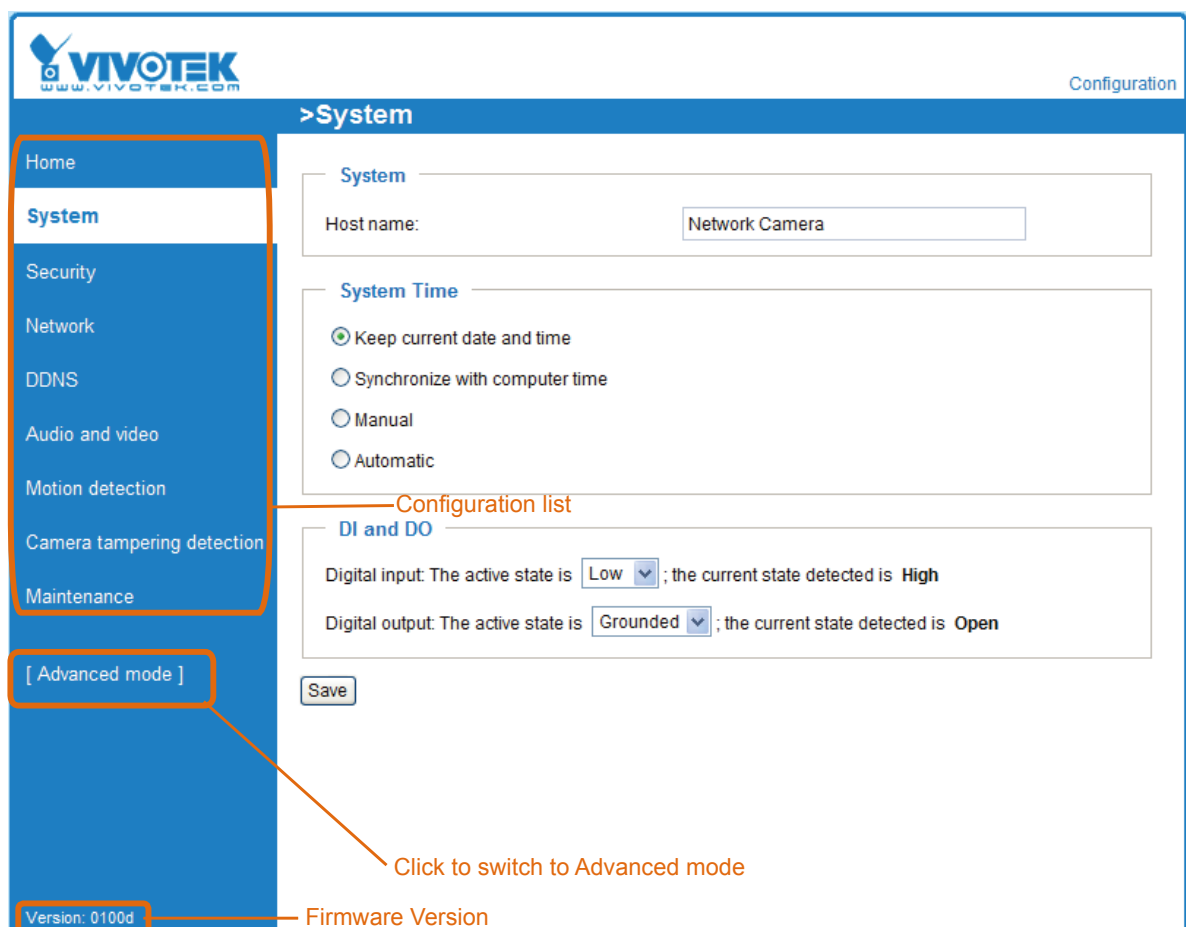 VIVOTEK
www.vivotek.com
Configuration
>System
Home
System
Security
Network
DDNS
Audio and video
Motion detection
Camera tampering detection
Maintenance
[ Advanced mode ]
Version: 0100d
System
Host name: Network Camera
System Time
Keep current date and time
Synchronize with computer time
Manual
Automatic
Configuration list
DI and DO
Digital input: The active state is Low ; the current state detected is High
Digital output: The active state is Grounded ; the current state detected is Open
Save
Click to switch to Advanced mode
Firmware Version